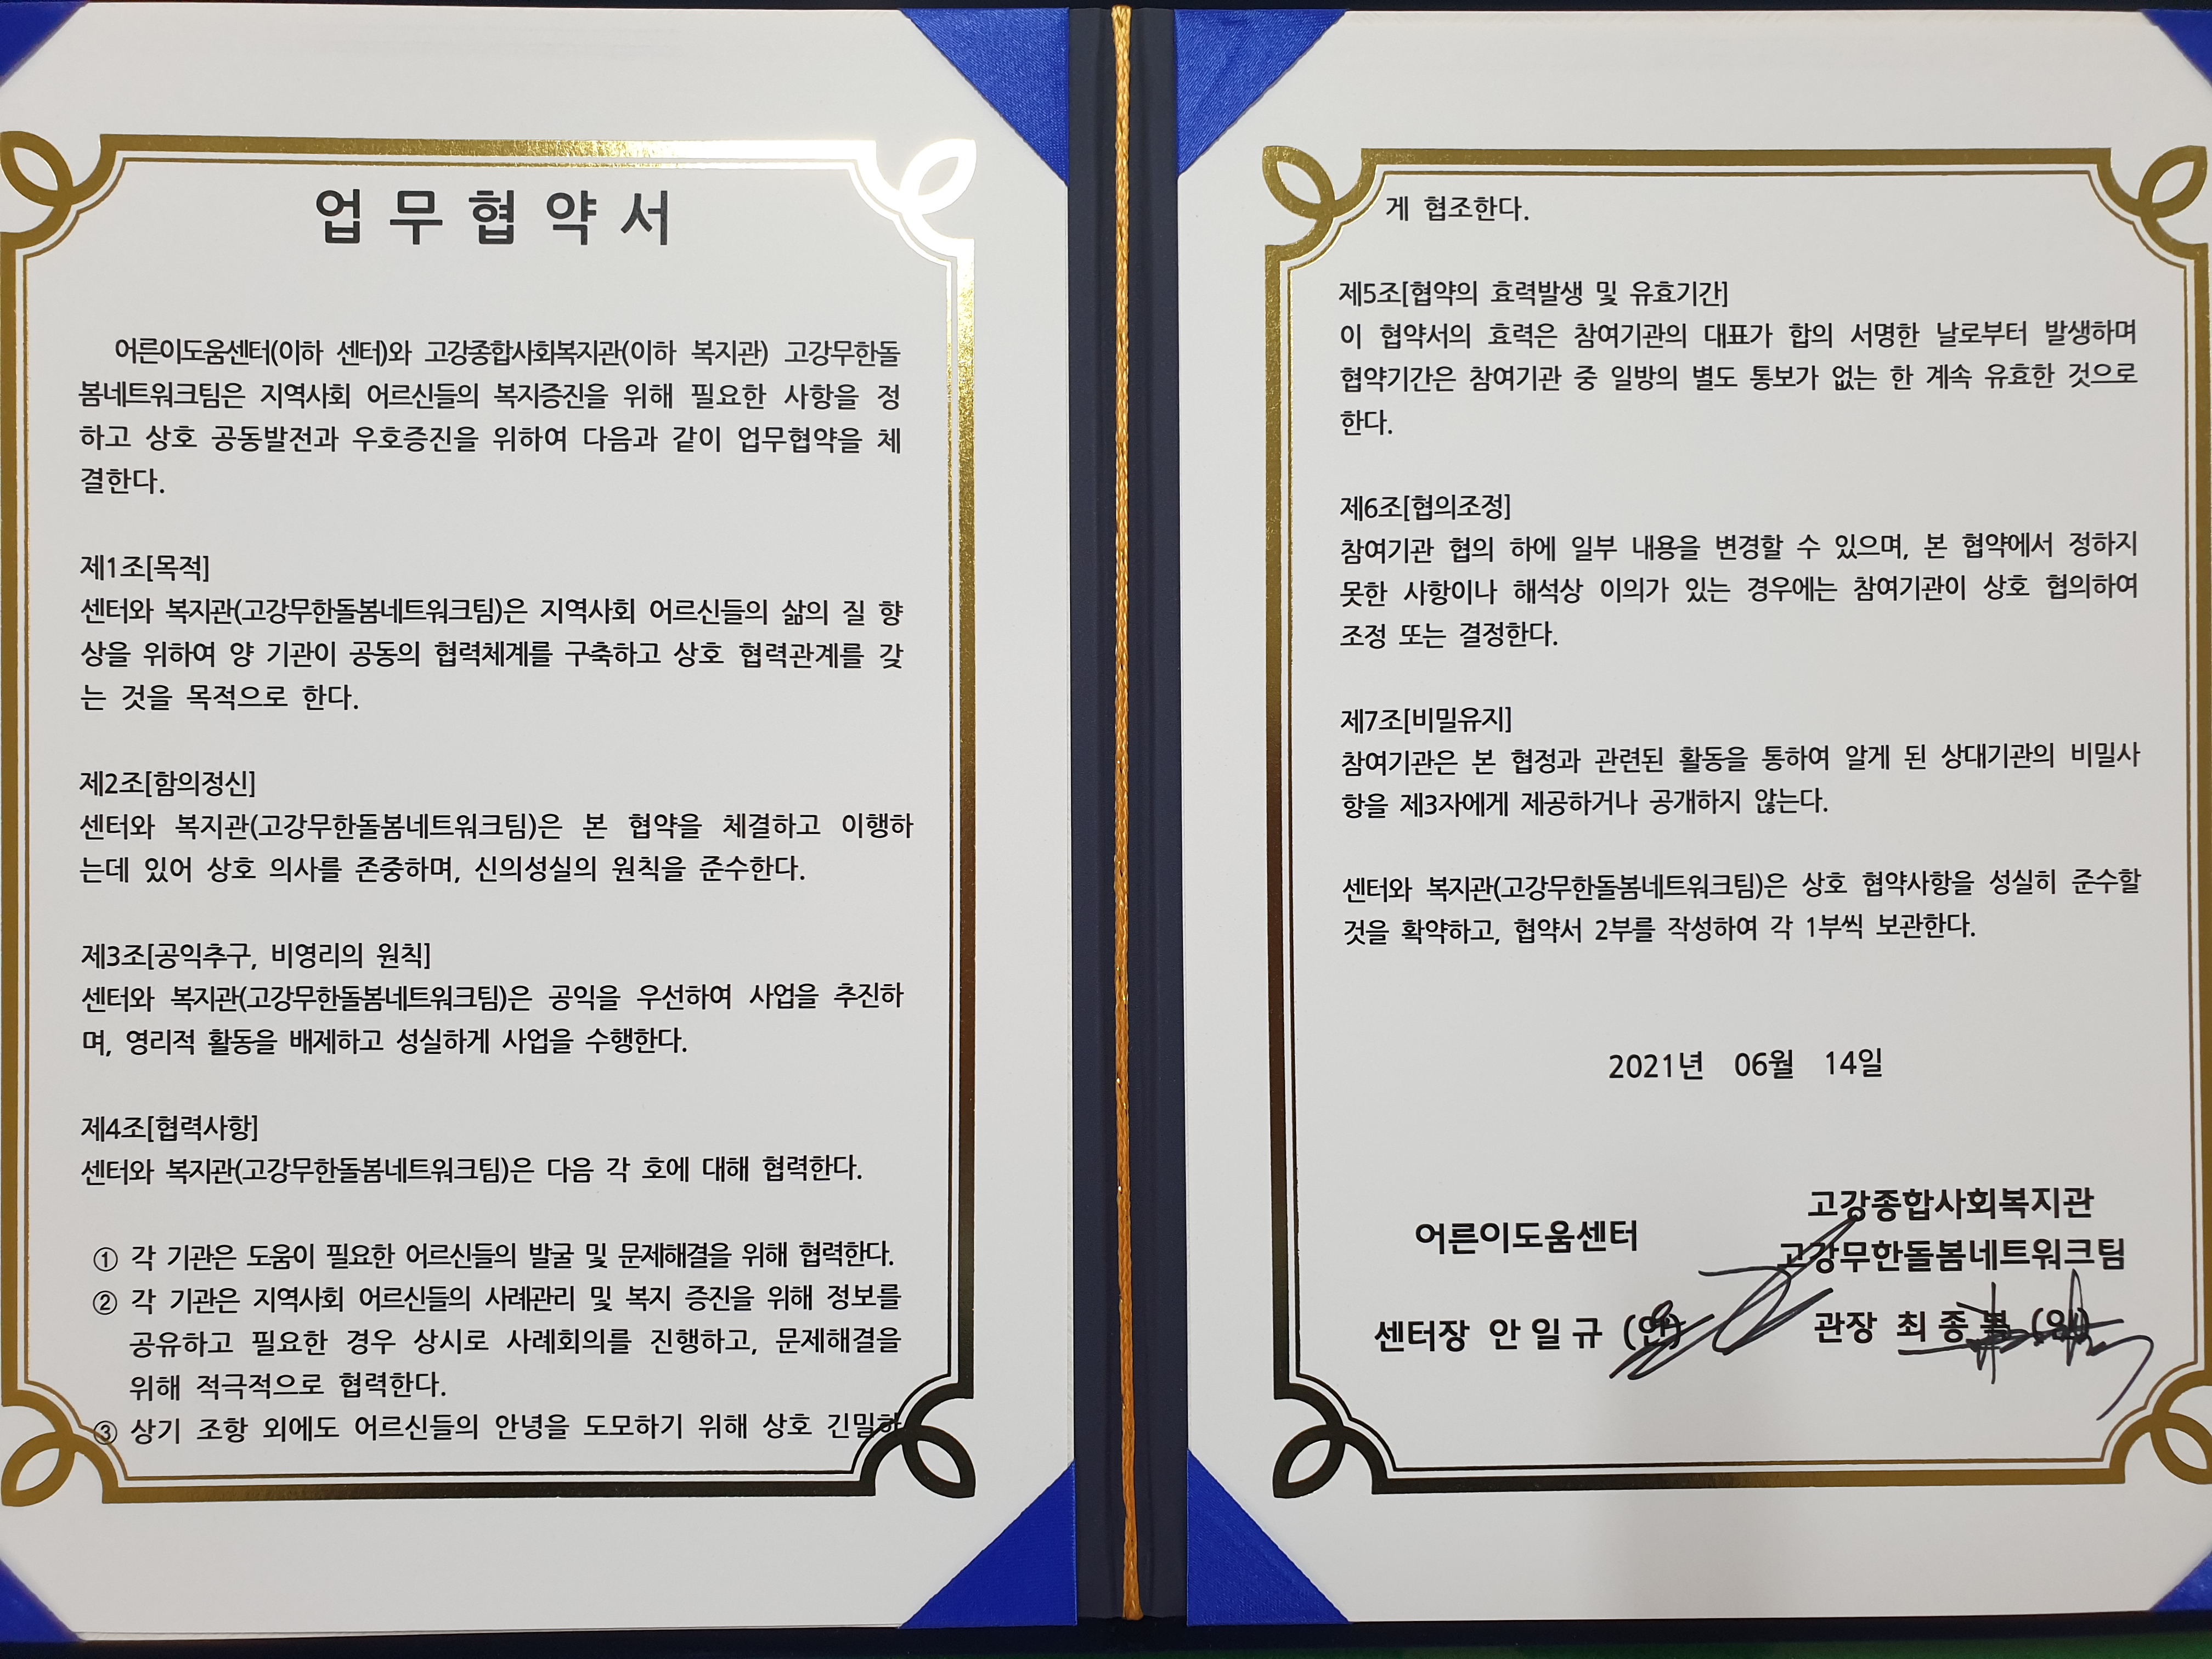 업무협약서
어른이도움센터(이하 센터)와 고강종합사회복지관(이하 복지관) 고강무한돌
봄네트워크팀은 지역사회 어르신들의 복지증진을 위해 필요한 사항을 정
하고 상호 공동발전과 우호증진을 위하여 다음과 같이 업무협약을 체
결한다.
제1조[목적]
센터와 복지관(고강무한돌봄네트워크팀)은 지역사회 어르신들의 삶의 질 향
상을 위하여 양 기관이 공동의 협력체계를 구축하고 상호 협력관계를 갖
는 것을 목적으로 한다.
제2조[함의정신]
센터와 복지관(고강무한돌봄네트워크팀)은 본 협약을 체결하고 이행하
는데 있어 상호 의사를 존중하며, 신의성실의 원칙을 준수한다.
제3조[공익추구, 비영리의 원칙]
센터와 복지관(고강무한돌봄네트워크팀)은 공익을 우선하여 사업을 추진하
며, 영리적 활동을 배제하고 성실하게 사업을 수행한다.
제4조[협력사항]
센터와 복지관(고강무한돌봄네트워크팀)은 다음 각 호에 대해 협력한다.
① 각 기관은 도움이 필요한 어르신들의 발굴 및 문제해결을 위해 협력한다.
② 각 기관은 지역사회 어르신들의 사례관리 및 복지 증진을 위해 정보를
공유하고 필요한 경우 상시로 사례회의를 진행하고, 문제해결을
위해 적극적으로 협력한다.
③ 상기 조항 외에도 어르신들의 안녕을 도모하기 위해 상호 긴밀하
게 협조한다.
제5조[협약의 효력발생 및 유효기간]
이 협약서의 효력은 참여기관의 대표가 합의 서명한 날로부터 발생하며
협약기간은 참여기관 중 일방의 별도 통보가 없는 한 계속 유효한 것으로
한다.
제6조[협의조정]
참여기관 협의 하에 일부 내용을 변경할 수 있으며, 본 협약에서 정하지
못한 사항이나 해석상 이의가 있는 경우에는 참여기관이 상호 협의하여
조정 또는 결정한다.
제7조[비밀유지]
참여기관은 본 협정과 관련된 활동을 통하여 알게 된 상대기관의 비밀사
항을 제3자에게 제공하거나 공개하지 않는다.
센터와 복지관(고강무한돌봄네트워크팀)은 상호 협약사항을 성실히 준수할
것을 확약하고, 협약서 2부를 작성하여 각 1부씩 보관한다.
2021년 06월 14일
어른이도움센터
센터장 안 일 규 (인)
고강종합사회복지관
고강무한돌봄네트워크팀
관장 최 종 복 (인)